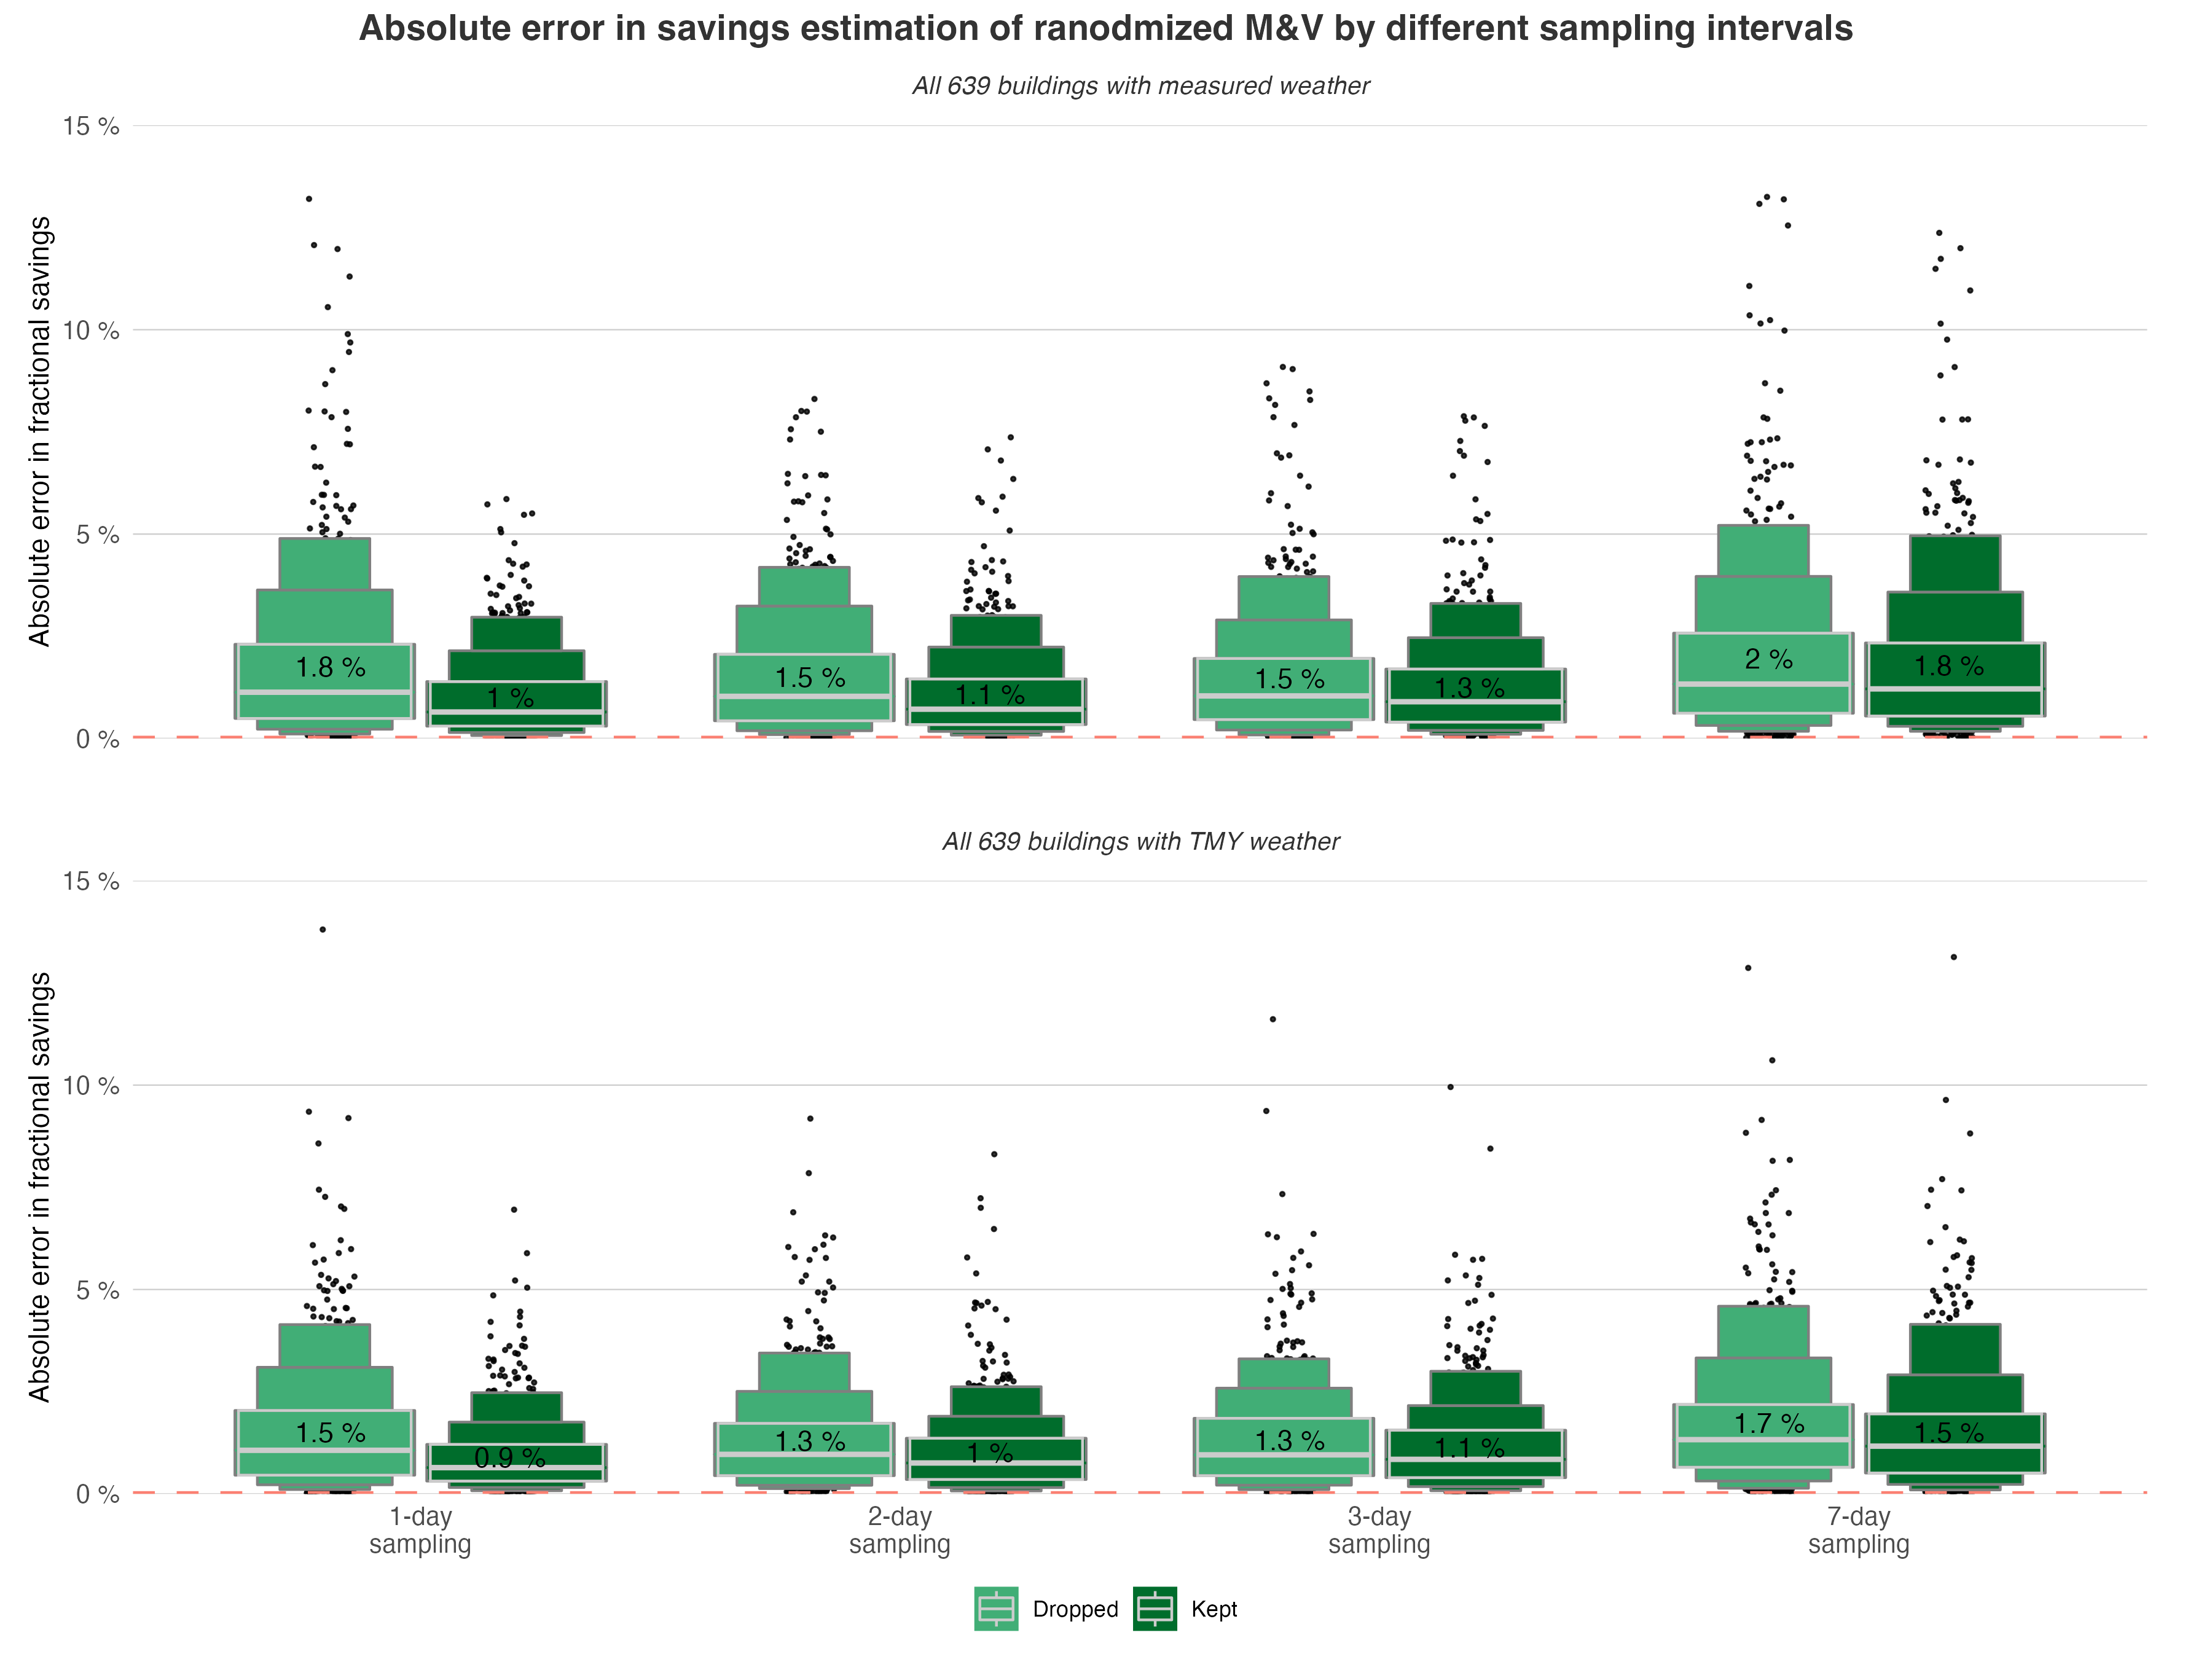 Absolute error in savings estimation of ranodmized M&V by different sampling intervals
All 639 buildings with measured weather
Absolute error in fractional savings
15 %
10 %
5 %
0 %
1.8 %
1 %
1.5 %
1.1 %
1.5 %
1.3 %
2 %
1.8 %
All 639 buildings with TMY weather
Absolute error in fractional savings
15 %
10 %
5 %
0 %
1.5 %
0.9 %
1.3 %
1 %
1.3 %
1.1 %
1.7 %
1.5 %
1-day
sampling
2-day
sampling
3-day
sampling
7-day
sampling
Dropped
Kept